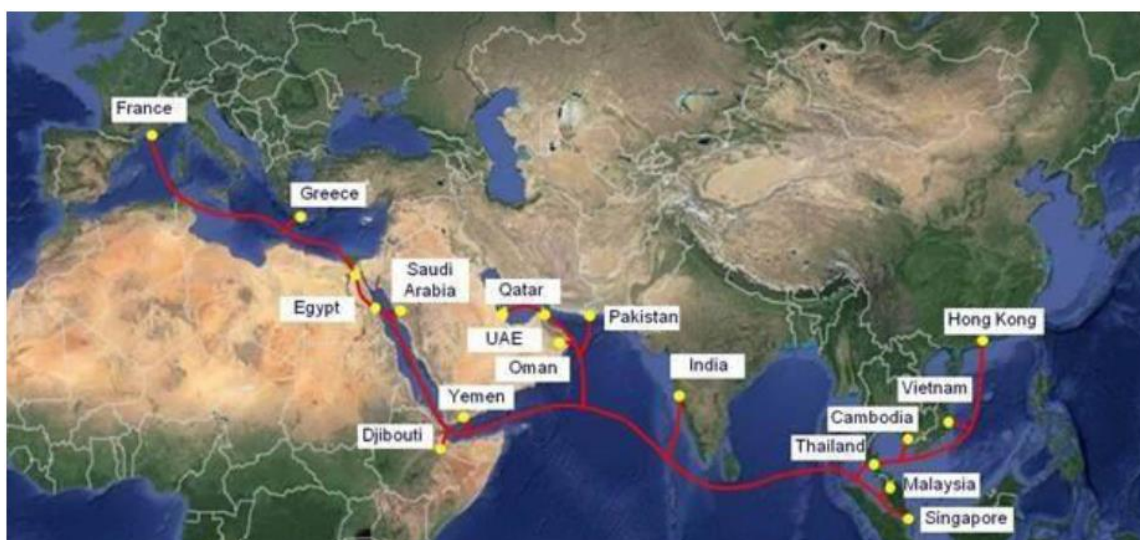 France
Greece
Saudi
Arabia
Egypt
Qatar
Pakistan
UAE
Oman
Hong Kong
India
Vietnam
Yemen
Cambodia
Djibouti
Thailand
Malaysia
Singapore